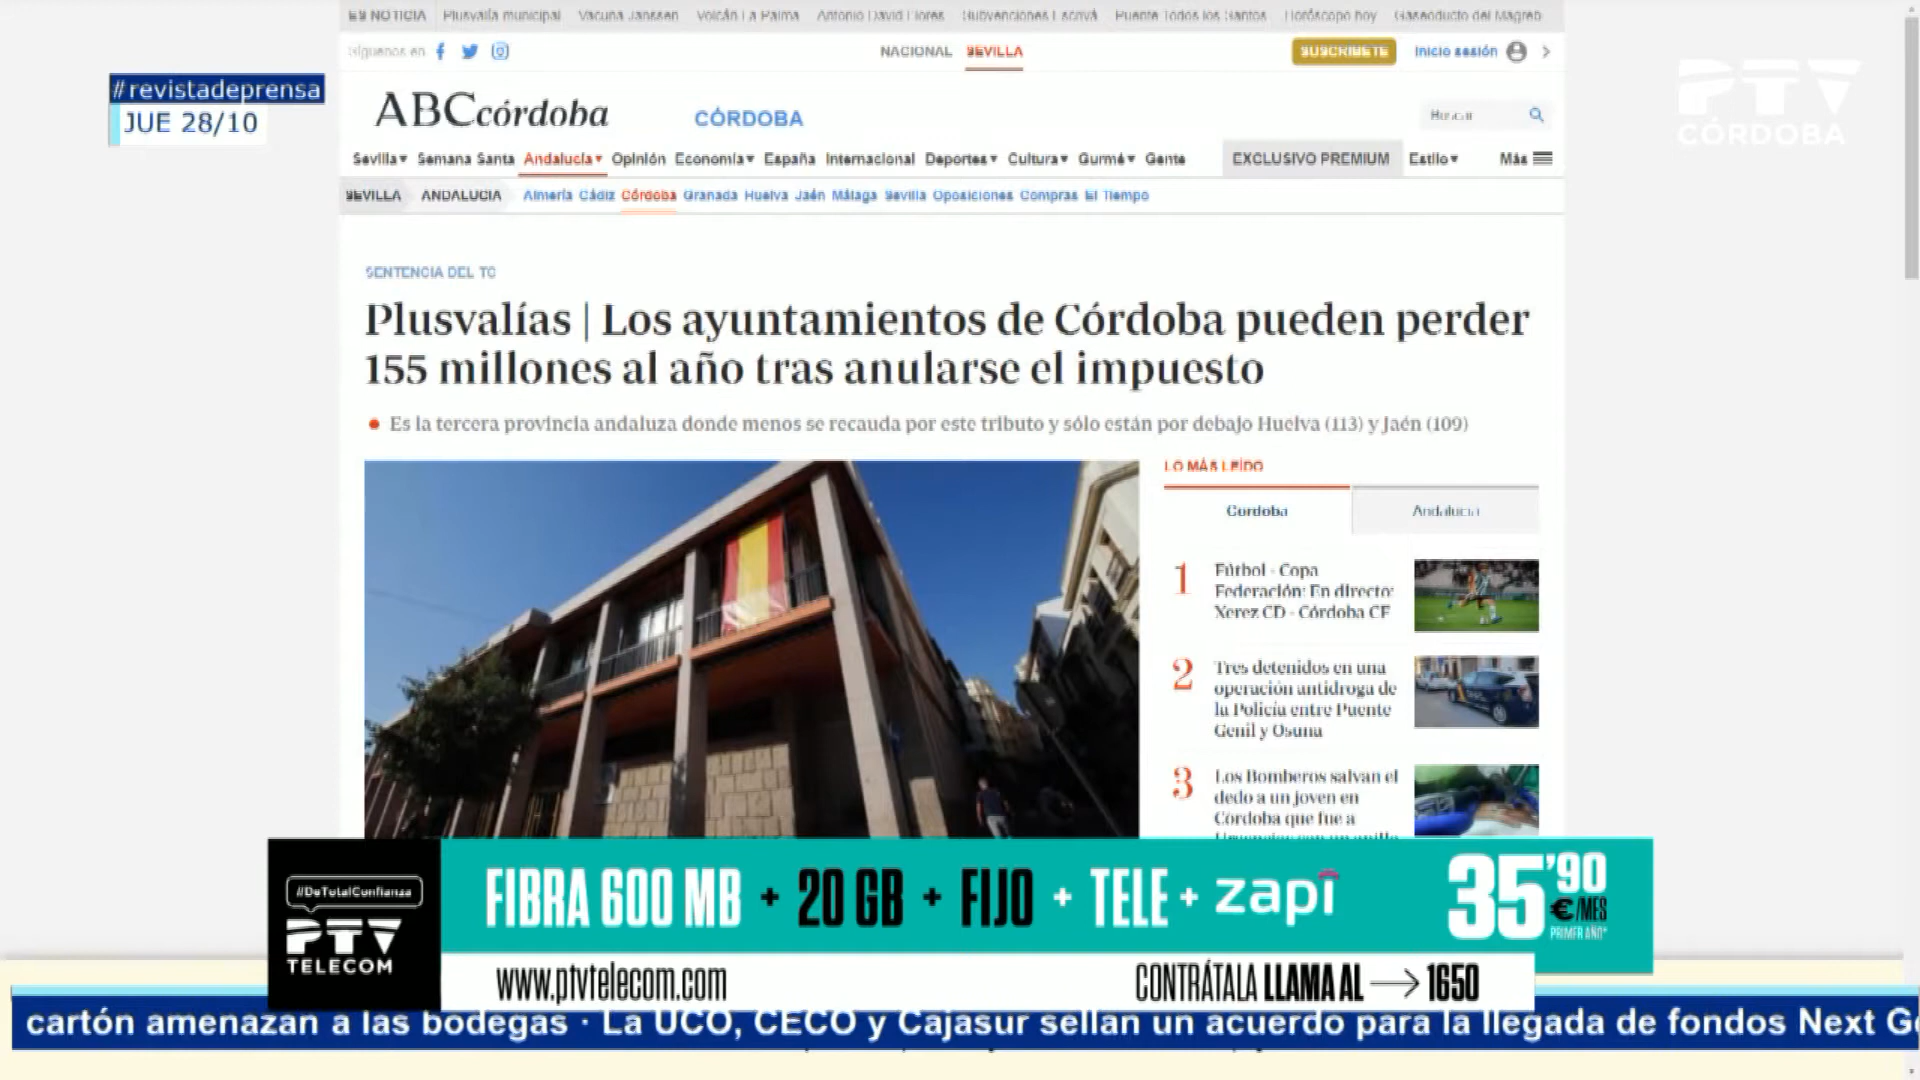 ES NOTICIA Plusvalía municipal Vacuna Janssen Volcán La Palma Antonio David Flores Subvenciones Escrivá Puente Todos los Santos Horóscopo hoy Gaseoducto del Magreb
Síguenos en NACIONAL SEVILLA SUSCRIBETE Inicio sesión
#revistadeprensa
JUE 28/10
ABCcórdoba CÓRDOBA Buscar
PTV
CÓRDOBA
Sevilla Semana Santa Andalucía Opinión Economía España Internacional Deportes Cultura Gurmé Gente EXCLUSIVO PREMIUM Estilo Más
SEVILLA ANDALUCIA Almería Cádiz Córdoba Granada Huelva Jaén Málaga Sevilla Oposiciones Compras El Tiempo
SENTENCIA DEL TC
Plusvalías | Los ayuntamientos de Córdoba pueden perder
155 millones al año tras anularse el impuesto
Es la tercera provincia andaluza donde menos se recauda por este tributo y sólo están por debajo Huelva (113) y Jaén (109)
LO MÁS LEÍDO
Córdoba Andalucía
1 Fútbol - Copa
Federación: En directo:
Xerez CD - Córdoba CF
2 Tres detenidos en una
operación antidroga de
la Policía entre Puente
Genil y Osuna
3 Los Bomberos salvan el
dedo a un joven en
Córdoba que fue a
#DeTotalConfianza
PTV
TELECOM
FIBRA 600 MB + 20 GB + FIJO + TELE + zapi
35'90
€/MES
PRIMER AÑO*
www.ptvtelecom.com CONTRÁTALA LLAMA AL → 1650
cartón amenazan a las bodegas · La UCO, CECO y Cajasur sellan un acuerdo para la llegada de fondos Next G